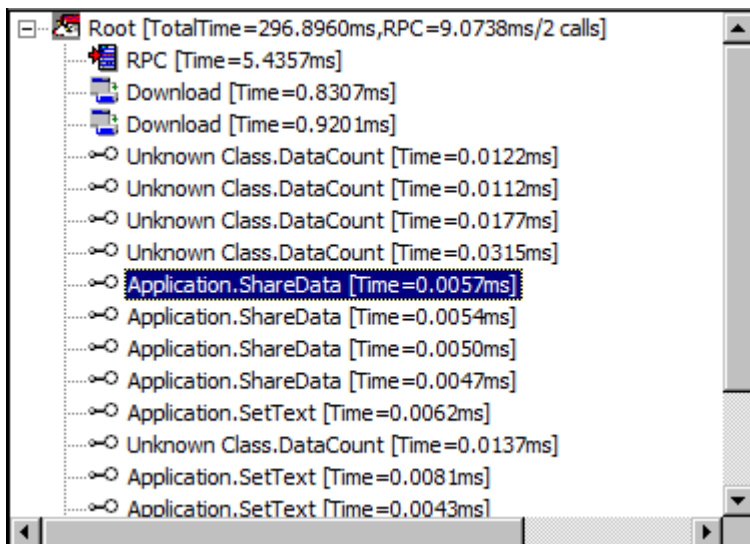 Root [TotalTime=296.8960ms,RPC=9.0738ms/2 calls]
RPC [Time=5.4357ms]
Download [Time=0.8307ms]
Download [Time=0.9201ms]
Unknown Class.DataCount [Time=0.0122ms]
Unknown Class.DataCount [Time=0.0112ms]
Unknown Class.DataCount [Time=0.0177ms]
Unknown Class.DataCount [Time=0.0315ms]
Application.ShareData [Time=0.0057ms]
Application.ShareData [Time=0.0054ms]
Application.ShareData [Time=0.0050ms]
Application.ShareData [Time=0.0047ms]
Application.SetText [Time=0.0062ms]
Unknown Class.DataCount [Time=0.0137ms]
Application.SetText [Time=0.0081ms]
Application.SetText [Time=0.0043ms]